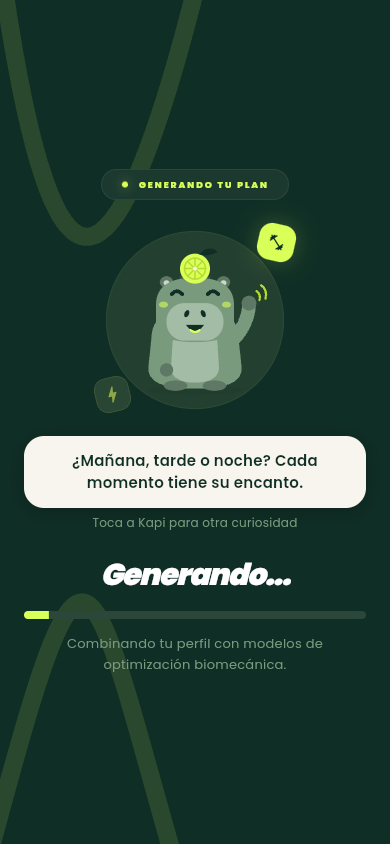 GENERANDO TU PLAN
¿Mañana, tarde o noche? Cada
momento tiene su encanto.
Toca a Kapi para otra curiosidad
Generando...
Combinando tu perfil con modelos de
optimización biomecánica.